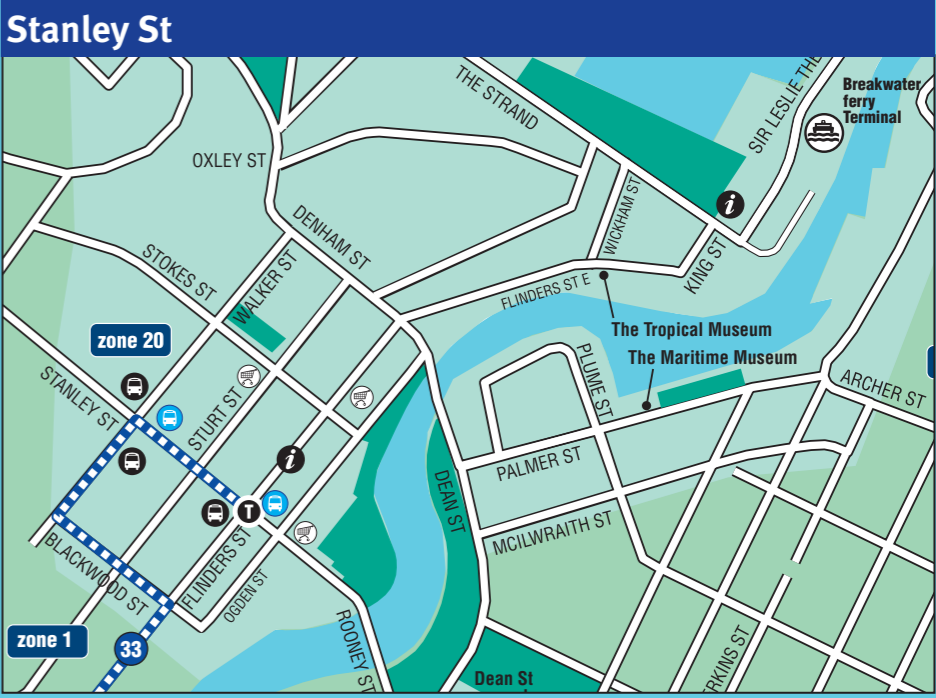 Stanley St
THE STRAND
SIR LESLIE THE
Breakwater
ferry
Terminal
OXLEY ST
i
WICKHAM ST
DENHAM ST
KING ST
STOKES ST
WALKER ST
FLINDERS ST E
The Tropical Museum
zone 20
The Maritime Museum
PLUME ST
STANLEY ST
ARCHER ST
STURT ST
i
PALMER ST
DEAN ST
T
MCILWRAITH ST
BLACKWOOD ST
FLINDERS ST
OGDEN ST
ROONEY ST
zone 1
33
RKINS ST
Dean St